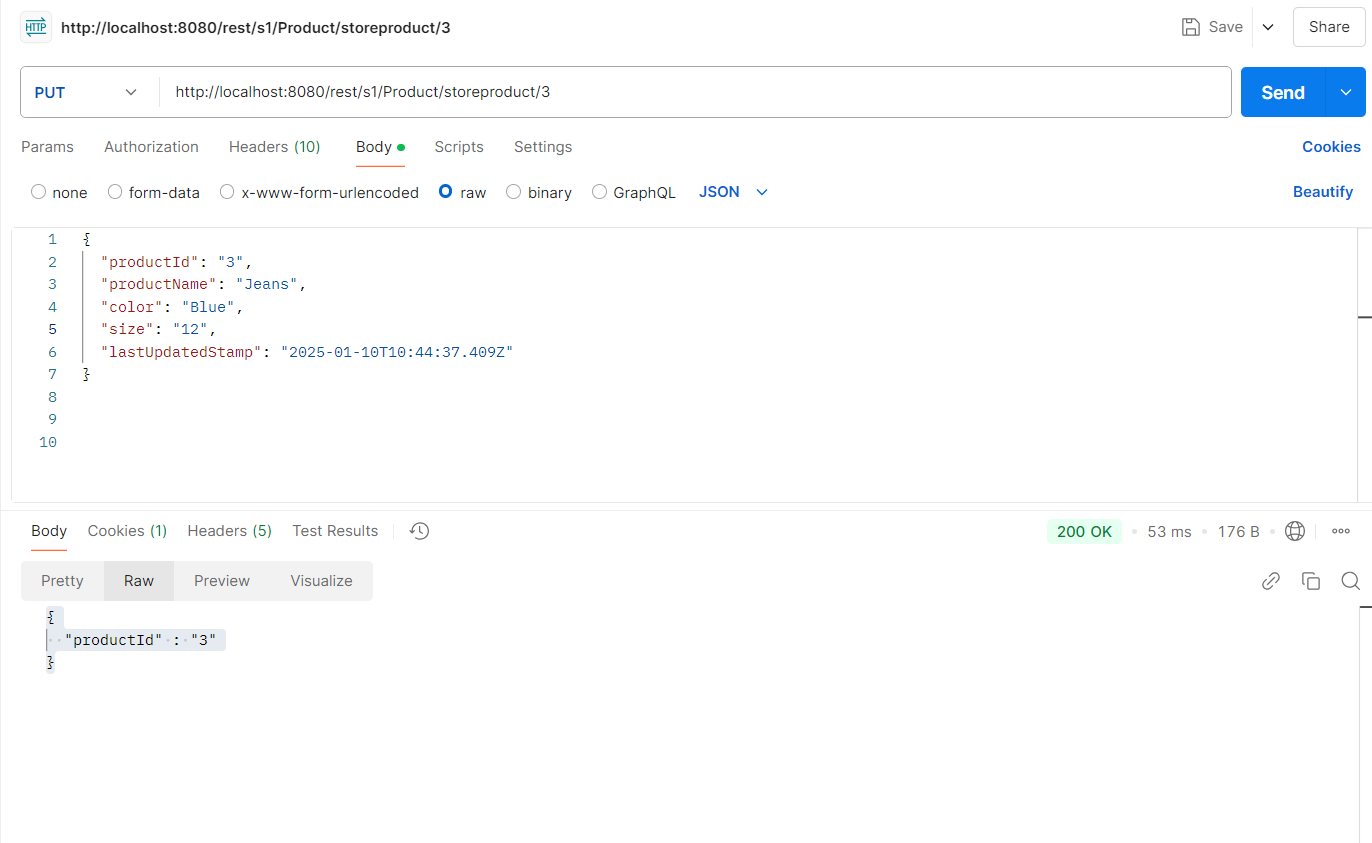 HTTP http://localhost:8080/rest/s1/Product/storeproduct/3 Save Share
PUT http://localhost:8080/rest/s1/Product/storeproduct/3 Send
Params Authorization Headers (10) Body Scripts Settings Cookies
none form-data x-www-form-urlencoded raw binary GraphQL JSON Beautify
1 {
2 "productId": "3",
3 "productName": "Jeans",
4 "color": "Blue",
5 "size": "12",
6 "lastUpdatedStamp": "2025-01-10T10:44:37.409Z"
7 }
8
9
10
Body Cookies (1) Headers (5) Test Results 200 OK 53 ms 176 B
Pretty Raw Preview Visualize
{
"productId" : "3"
}